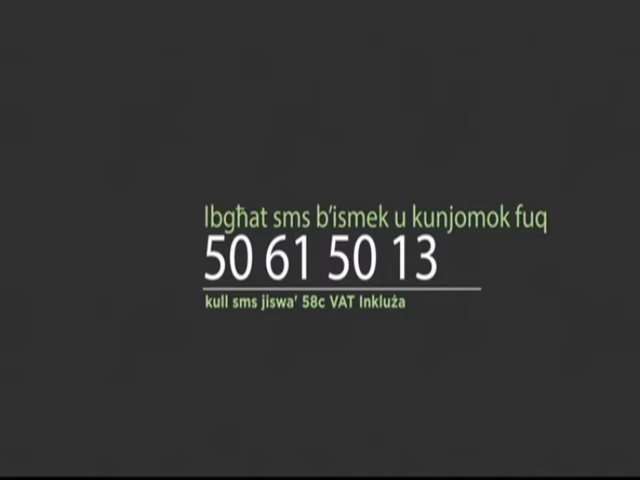 Ibgħat sms b'ismek u kunjomok fuq
50 61 50 13
kull sms jiswa' 58c VAT Inkluża